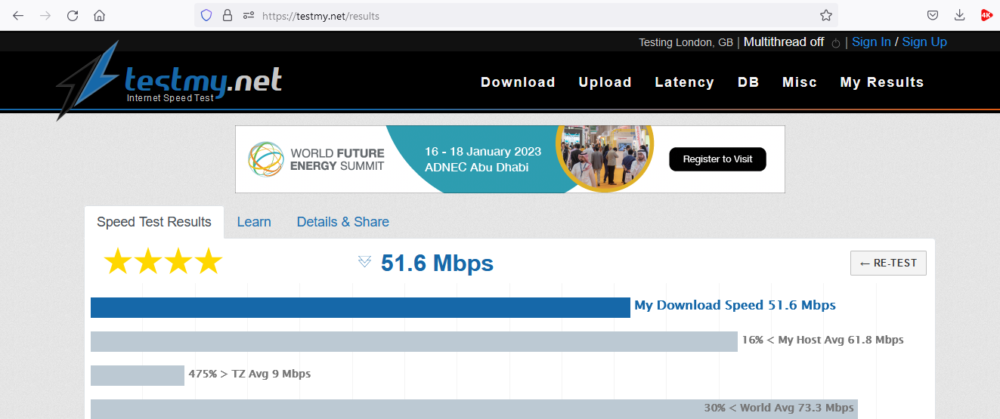 https://testmy.net/results
4K
Testing London, GB | Multithread off | Sign In / Sign Up
testmy.net
Internet Speed Test
Download Upload Latency DB Misc My Results
WORLD FUTURE
ENERGY SUMMIT
16 - 18 January 2023
ADNEC Abu Dhabi
Register to Visit
Speed Test Results Learn Details & Share
51.6 Mbps
← RE-TEST
My Download Speed 51.6 Mbps
16% < My Host Avg 61.8 Mbps
475% > TZ Avg 9 Mbps
30% < World Avg 73.3 Mbps